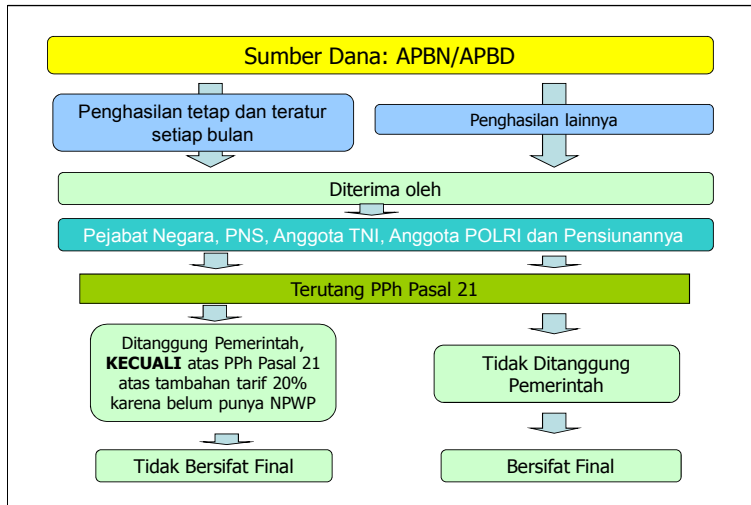 Sumber Dana: APBN/APBD
Penghasilan tetap dan teratur
setiap bulan
Penghasilan lainnya
Diterima oleh
Pejabat Negara, PNS, Anggota TNI, Anggota POLRI dan Pensiunannya
Terutang PPh Pasal 21
Ditanggung Pemerintah,
KECUALI atas PPh Pasal 21
atas tambahan tarif 20%
karena belum punya NPWP
Tidak Ditanggung
Pemerintah
Tidak Bersifat Final
Bersifat Final